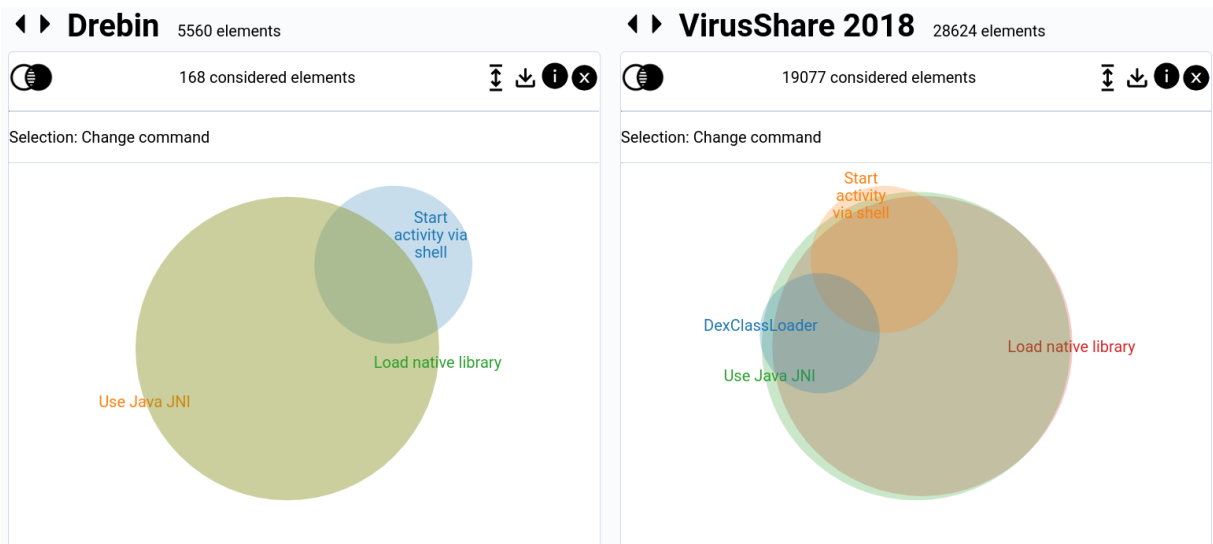 Drebin 5560 elements
168 considered elements
Selection: Change command
Start
activity via
shell
Load native library
Use Java JNI
VirusShare 2018 28624 elements
19077 considered elements
Selection: Change command
Start
activity
via shell
DexClassLoader
Load native library
Use Java JNI